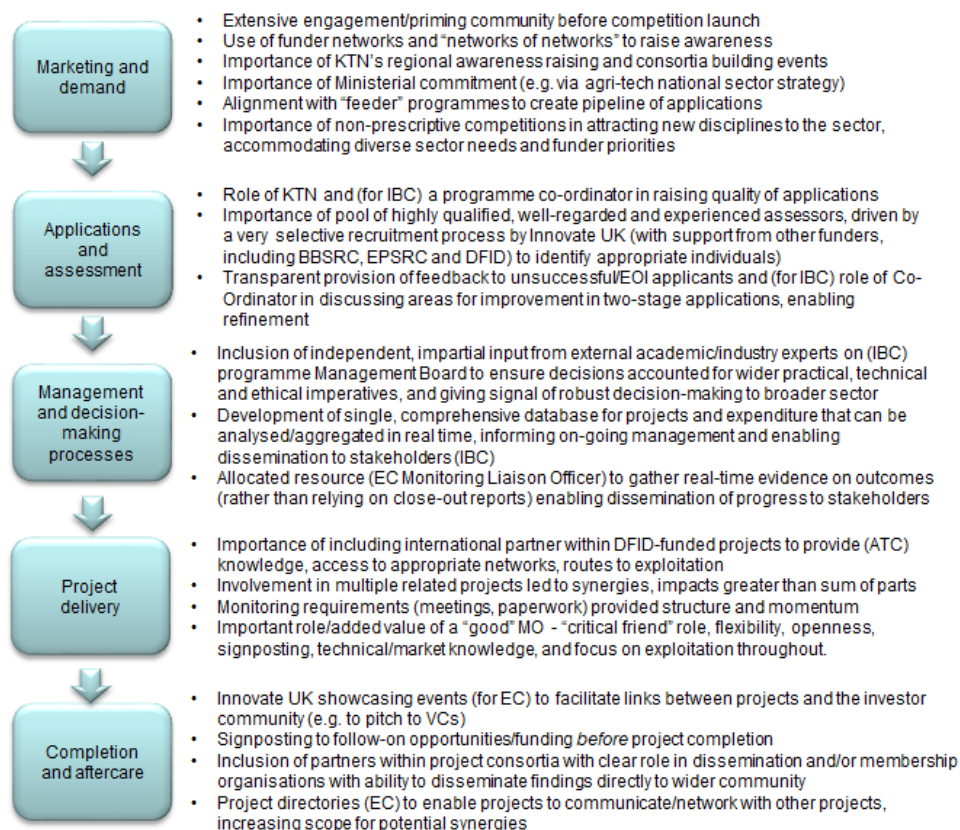 Marketing and
demand
• Extensive engagement/priming community before competition launch
• Use of funder networks and “networks of networks” to raise awareness
• Importance of KTN’s regional awareness raising and consortia building events
• Importance of Ministerial commitment (e.g. via agri-tech national sector strategy)
• Alignment with “feeder” programmes to create pipeline of applications
• Importance of non-prescriptive competitions in attracting new disciplines to the sector,
accommodating diverse sector needs and funder priorities
Applications
and
assessment
• Role of KTN and (for IBC) a programme co-ordinator in raising quality of applications
• Importance of pool of highly qualified, well-regarded and experienced assessors, driven by
a very selective recruitment process by Innovate UK (with support from other funders,
including BBSRC, EPSRC and DFID) to identify appropriate individuals)
• Transparent provision of feedback to unsuccessful/EOI applicants and (for IBC) role of Co-
Ordinator in discussing areas for improvement in two-stage applications, enabling
refinement
Management
and decision-
making
processes
• Inclusion of independent, impartial input from external academic/industry experts on (IBC)
programme Management Board to ensure decisions accounted for wider practical, technical
and ethical imperatives, and giving signal of robust decision-making to broader sector
• Development of single, comprehensive database for projects and expenditure that can be
analysed/aggregated in real time, informing on-going management and enabling
dissemination to stakeholders (IBC)
• Allocated resource (EC Monitoring Liaison Officer) to gather real-time evidence on outcomes
(rather than relying on close-out reports) enabling dissemination of progress to stakeholders
Project
delivery
• Importance of including international partner within DFID-funded projects to provide (ATC)
knowledge, access to appropriate networks, routes to exploitation
• Involvement in multiple related projects led to synergies, impacts greater than sum of parts
• Monitoring requirements (meetings, paperwork) provided structure and momentum
• Important role/added value of a “good” MO - “critical friend” role, flexibility, openness,
signposting, technical/market knowledge, and focus on exploitation throughout.
Completion
and aftercare
• Innovate UK showcasing events (for EC) to facilitate links between projects and the investor
community (e.g. to pitch to VCs)
• Signposting to follow-on opportunities/funding before project completion
• Inclusion of partners within project consortia with clear role in dissemination and/or membership
organisations with ability to disseminate findings directly to wider community
• Project directories (EC) to enable projects to communicate/network with other projects,
increasing scope for potential synergies